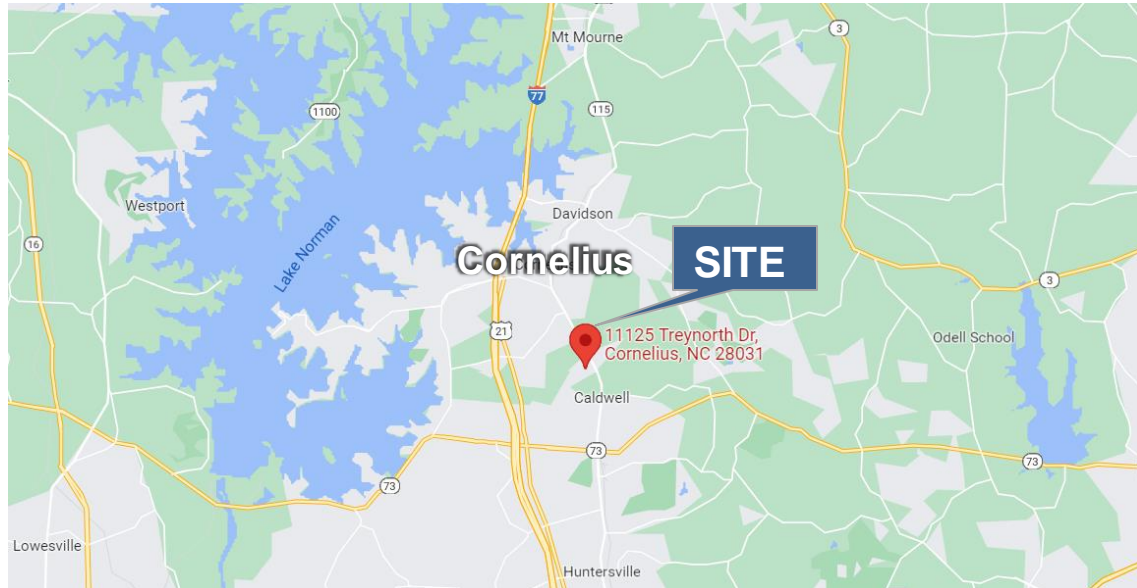 Mt Mourne
3
77
115
1100
Westport
Davidson
16
Lake Norman
Cornelius
SITE
3
21
11125 Treynorth Dr,
Cornelius, NC 28031
Odell School
Caldwell
73
73
73
Lowesville
Huntersville